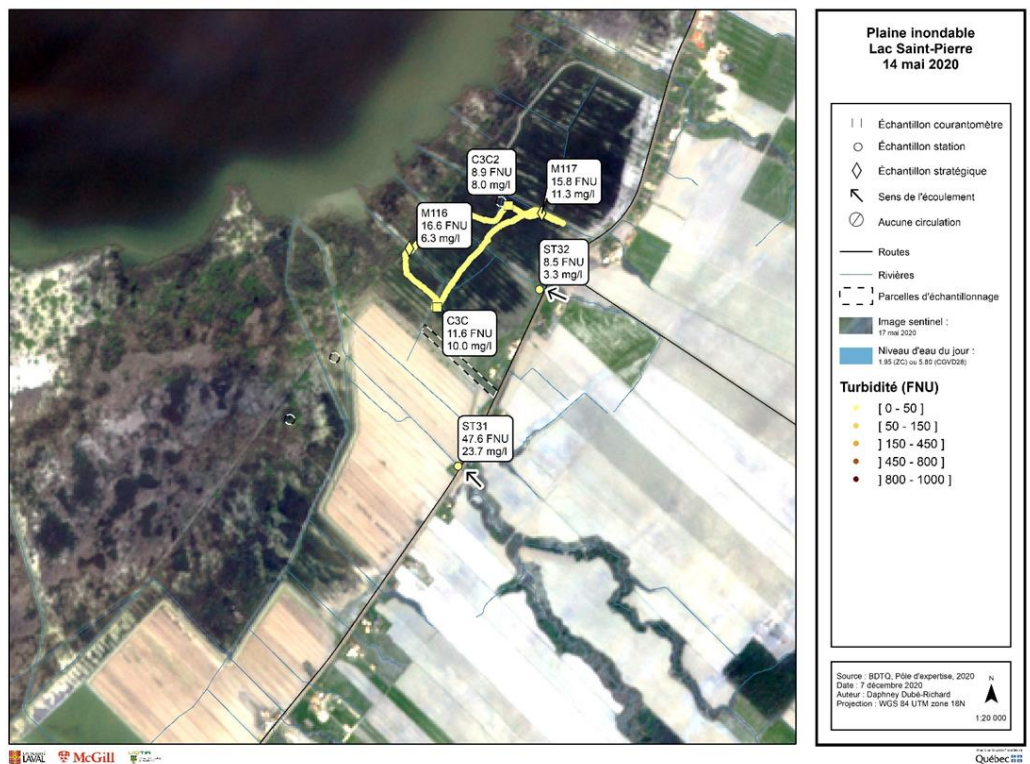 C3C2
8.9 FNU
8.0 mg/l
M117
15.8 FNU
11.3 mg/l
M116
16.6 FNU
6.3 mg/l
ST32
8.5 FNU
3.3 mg/l
C3C
11.6 FNU
10.0 mg/l
ST31
47.6 FNU
23.7 mg/l
Plaine inondable
Lac Saint-Pierre
14 mai 2020
Échantillon courantomètre
Échantillon station
Échantillon stratégique
Sens de l'écoulement
Aucune circulation
Routes
Rivières
Parcelles d'échantillonnage
Image sentinel :
17 mai 2020
Niveau d'eau du jour :
1.95 (ZC) ou 5.80 (CGVD28)
Turbidité (FNU)
[ 0 - 50 ]
[ 50 - 150 ]
] 150 - 450 ]
] 450 - 800 ]
] 800 - 1000 ]
Source : BDTQ, Pôle d'expertise, 2020
Date : 7 décembre 2020
Auteur : Daphney Dubé-Richard
Projection : WGS 84 UTM zone 18N
N
1:20 000
LAVAL
McGill
Québec